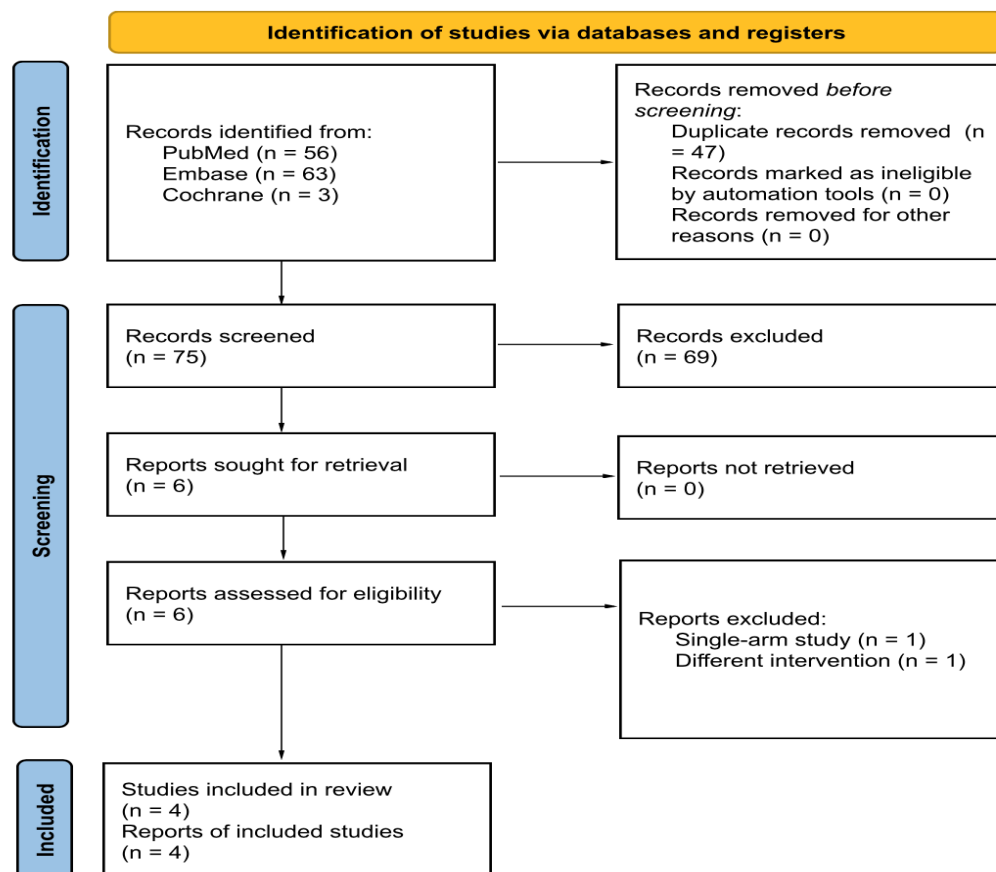 Identification of studies via databases and registers
Identification
Records identified from:
PubMed (n = 56)
Embase (n = 63)
Cochrane (n = 3)
Records removed before
screening:
Duplicate records removed (n
= 47)
Records marked as ineligible
by automation tools (n = 0)
Records removed for other
reasons (n = 0)
Screening
Records screened
(n = 75)
Records excluded
(n = 69)
Reports sought for retrieval
(n = 6)
Reports not retrieved
(n = 0)
Reports assessed for eligibility
(n = 6)
Reports excluded:
Single-arm study (n = 1)
Different intervention (n = 1)
Included
Studies included in review
(n = 4)
Reports of included studies
(n = 4)